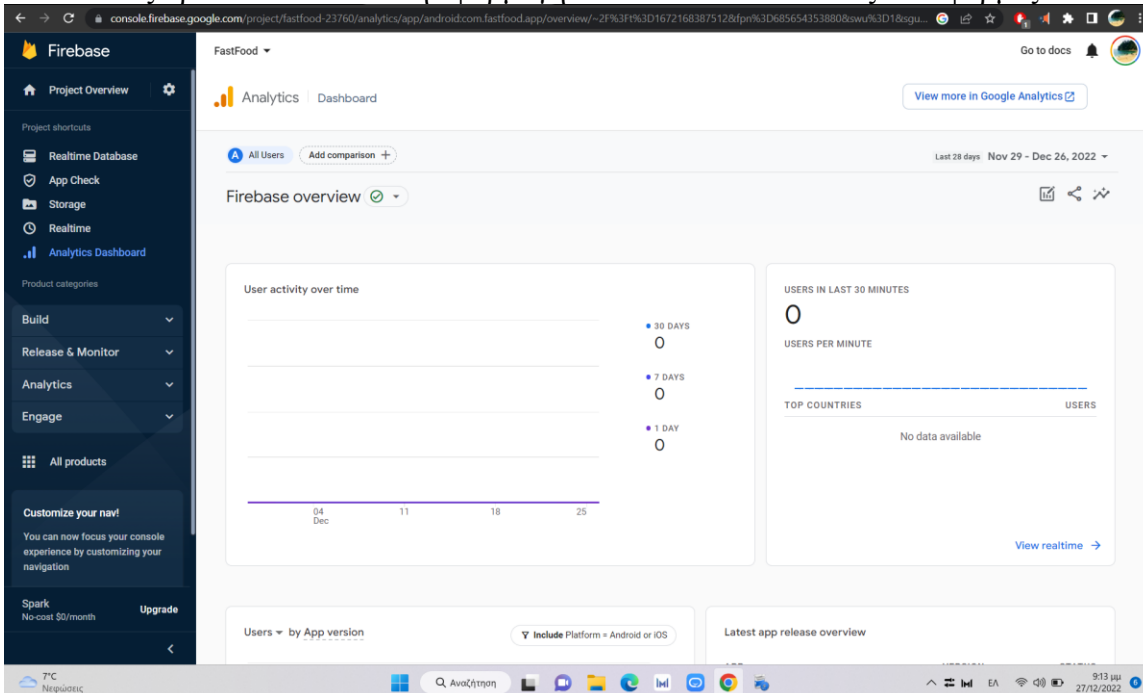 console.firebase.google.com/project/fastfood-23760/analytics/app/android:com.fastfood.app/overview/~2F%3Ft%3D1672168387512&fpn%3D685654353880&swu%3D1&sgu...
Firebase
FastFood
Go to docs
Project Overview
Analytics
Dashboard
View more in Google Analytics
Project shortcuts
Realtime Database
App Check
Storage
Realtime
Analytics Dashboard
A All Users
Add comparison +
Last 28 days Nov 29 - Dec 26, 2022
Firebase overview
Product categories
Build
Release & Monitor
Analytics
Engage
All products
User activity over time
30 DAYS
0
7 DAYS
0
1 DAY
0
04
Dec
11
18
25
USERS IN LAST 30 MINUTES
0
USERS PER MINUTE
TOP COUNTRIES
USERS
No data available
View realtime
Customize your nav!
You can now focus your console
experience by customizing your
navigation
Spark
No-cost $0/month
Upgrade
Users by App version
Include Platform = Android or iOS
Latest app release overview
7°C
Νεφώσεις
Αναζήτηση
ΕΛ
9:13 μμ
27/12/2022
6